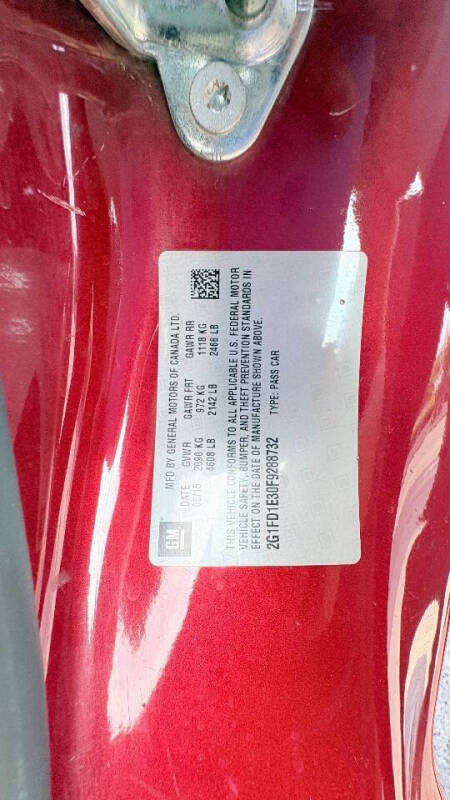 GM
MFD BY GENERAL MOTORS OF CANADA LTD.
DATE GVWR GAWR FRT GAWR RR
06/15 2090 KG 972 KG 1118 KG
4608 LB 2142 LB 2466 LB
THIS VEHICLE CONFORMS TO ALL APPLICABLE U.S. FEDERAL MOTOR
VEHICLE SAFETY, BUMPER, AND THEFT PREVENTION STANDARDS IN
EFFECT ON THE DATE OF MANUFACTURE SHOWN ABOVE.
2G1FD1E30F9288732 TYPE: PASS CAR